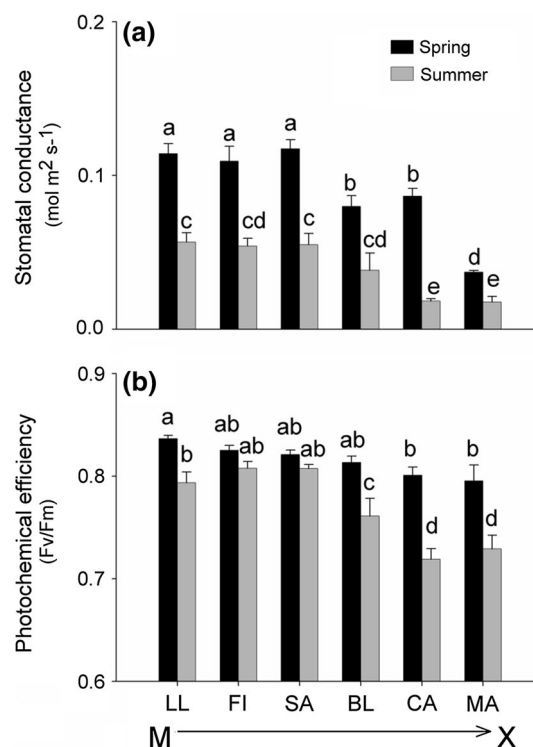 (a)
Spring
Summer
Stomatal conductance
(mol m² s-1)
0.2
0.1
0.0
a a a b b d
c cd c cd e e
(b)
Photochemical efficiency
(Fv/Fm)
0.9
0.8
0.7
0.6
a ab ab ab b b
b ab ab c d d
LL FI SA BL CA MA
M X